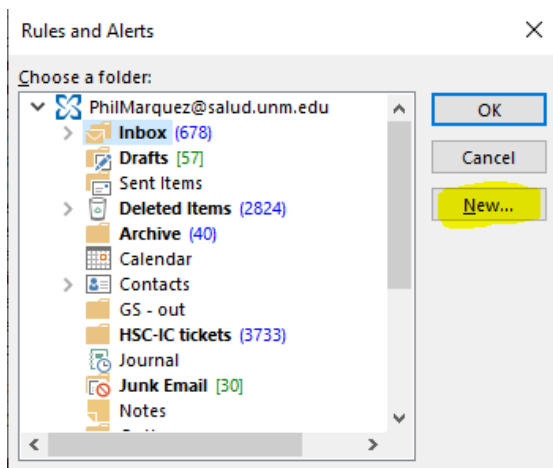 Rules and Alerts
Choose a folder:
PhilMarquez@salud.unm.edu
Inbox (678)
Drafts [57]
Sent Items
Deleted Items (2824)
Archive (40)
Calendar
Contacts
GS - out
HSC-IC tickets (3733)
Journal
Junk Email [30]
Notes
OK
Cancel
New...